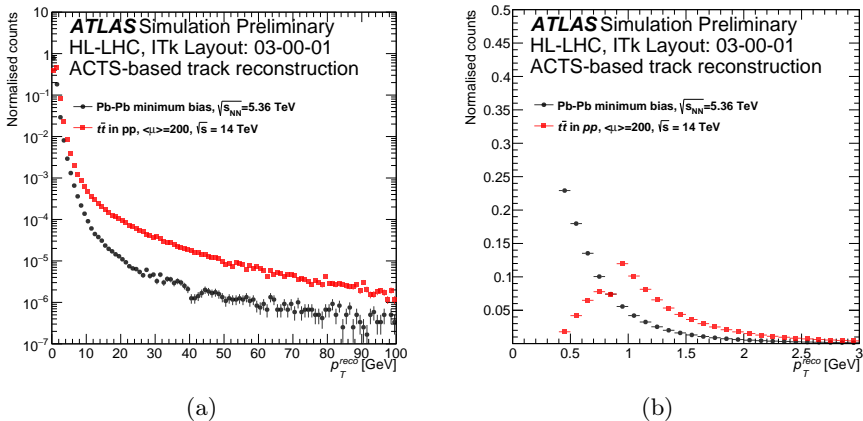 ATLAS Simulation Preliminary
HL-LHC, ITk Layout: 03-00-01
ACTS-based track reconstruction
Pb-Pb minimum bias, √s_NN=5.36 TeV
tt̄ in pp, <μ>=200, √s = 14 TeV
Normalised counts
10
1
10⁻¹
10⁻²
10⁻³
10⁻⁴
10⁻⁵
10⁻⁶
10⁻⁷
0 10 20 30 40 50 60 70 80 90 100
p_T^reco [GeV]
(a)
ATLAS Simulation Preliminary
HL-LHC, ITk Layout: 03-00-01
ACTS-based track reconstruction
Pb-Pb minimum bias, √s_NN=5.36 TeV
tt̄ in pp, <μ>=200, √s = 14 TeV
Normalised counts
0.5
0.45
0.4
0.35
0.3
0.25
0.2
0.15
0.1
0.05
0 0.5 1 1.5 2 2.5 3
p_T^reco [GeV]
(b)